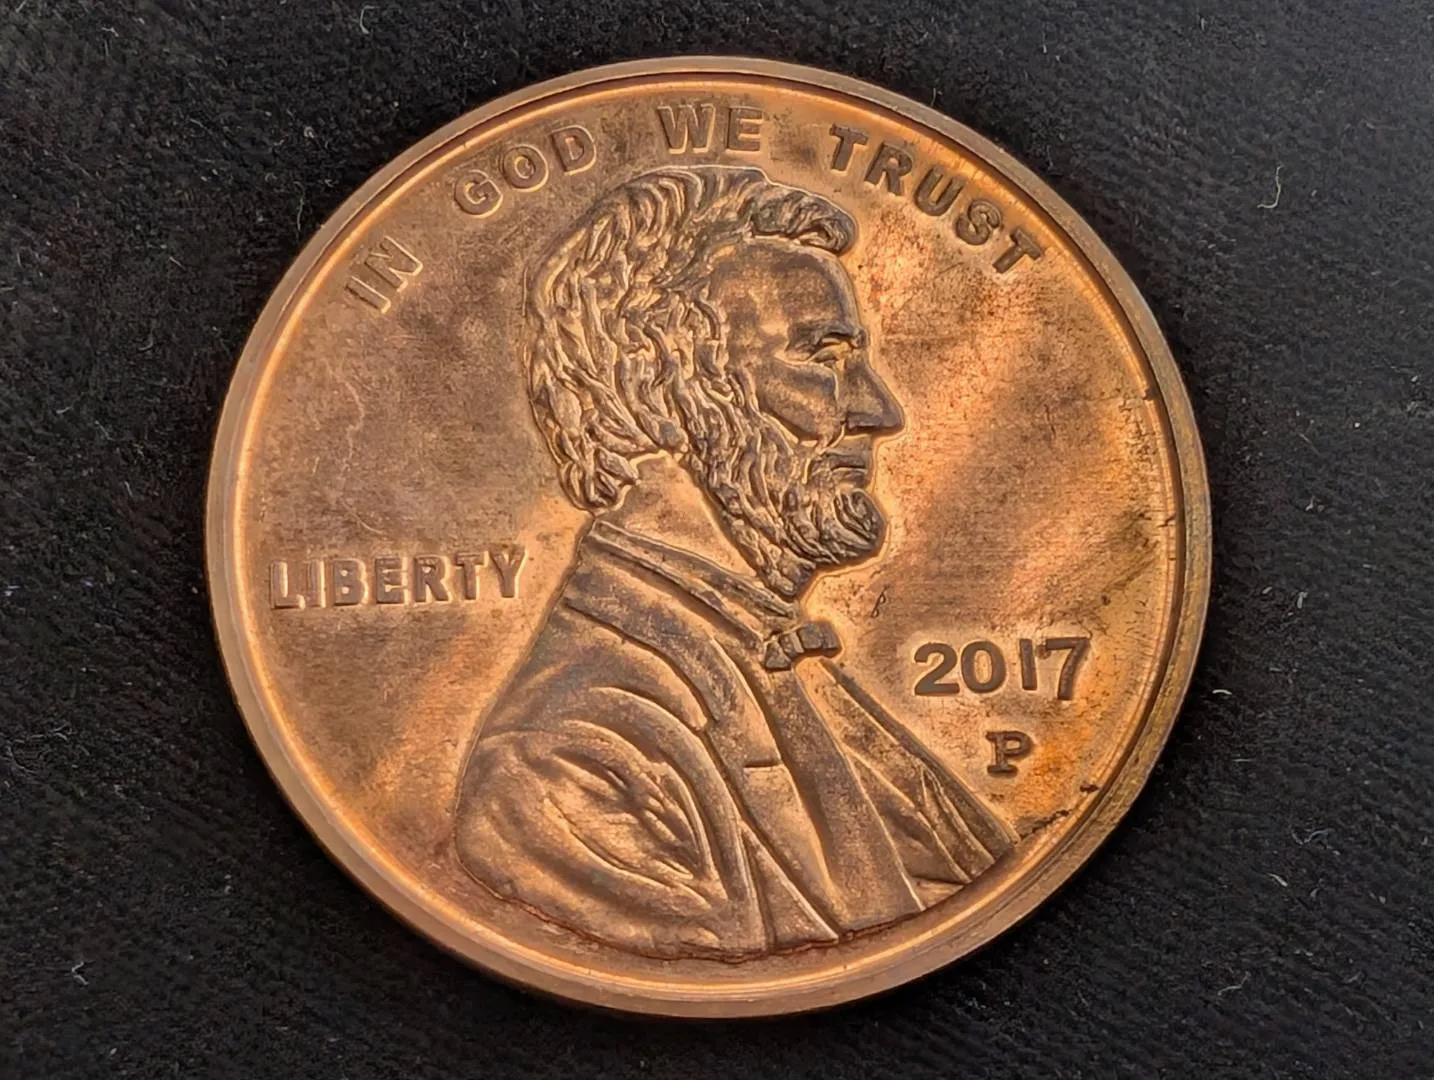 IN GOD WE TRUST
LIBERTY
2017
P